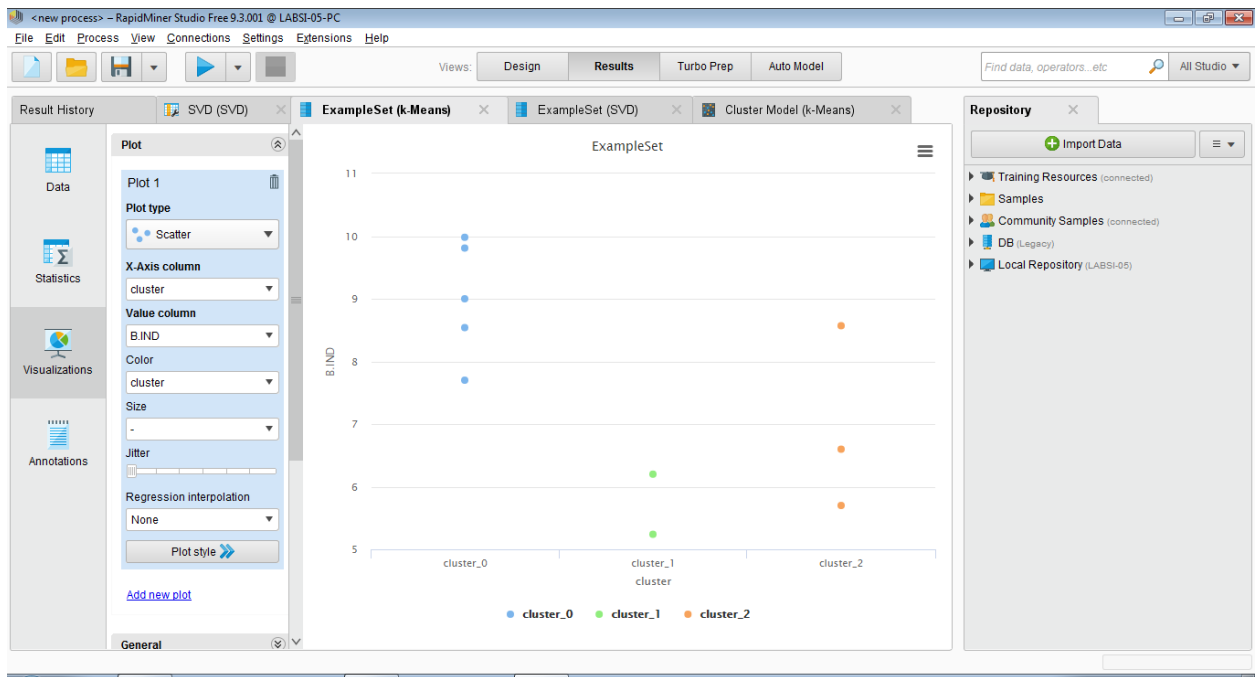 <new process> – RapidMiner Studio Free 9.3.001 @ LABSI-05-PC
File Edit Process View Connections Settings Extensions Help
Views: Design Results Turbo Prep Auto Model Find data, operators...etc All Studio
Result History SVD (SVD) ExampleSet (k-Means) ExampleSet (SVD) Cluster Model (k-Means) Repository
Data
Statistics
Visualizations
Annotations
Plot
Plot 1
Plot type
Scatter
X-Axis column
cluster
Value column
B.IND
Color
cluster
Size
-
Jitter
Regression interpolation
None
Plot style
Add new plot
General
ExampleSet
11
10
9
8
7
6
5
B.IND
cluster_0 cluster_1 cluster_2
cluster
cluster_0 cluster_1 cluster_2
Import Data
Training Resources (connected)
Samples
Community Samples (connected)
DB (Legacy)
Local Repository (LABSI-05)